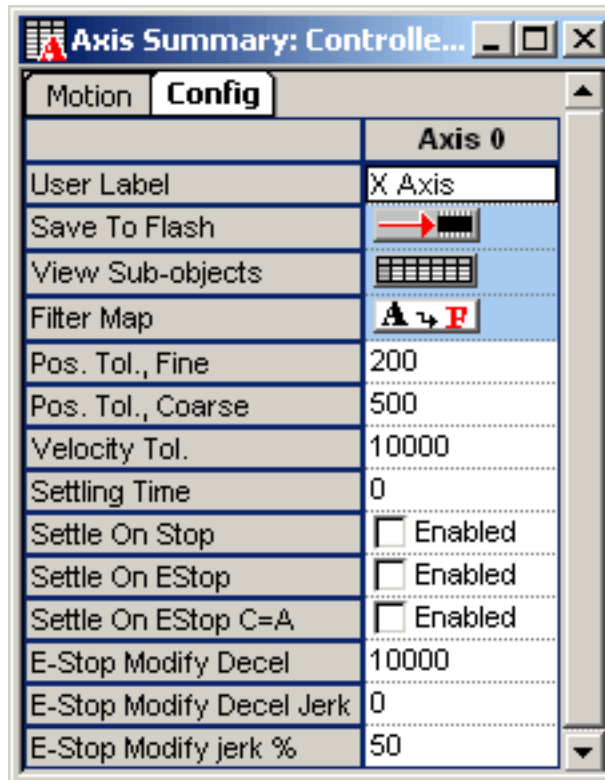 Axis Summary: Controlle...
Motion Config
Axis 0
User Label X Axis
Save To Flash
View Sub-objects
Filter Map A F
Pos. Tol., Fine 200
Pos. Tol., Coarse 500
Velocity Tol. 10000
Settling Time 0
Settle On Stop Enabled
Settle On EStop Enabled
Settle On EStop C=A Enabled
E-Stop Modify Decel 10000
E-Stop Modify Decel Jerk 0
E-Stop Modify jerk % 50